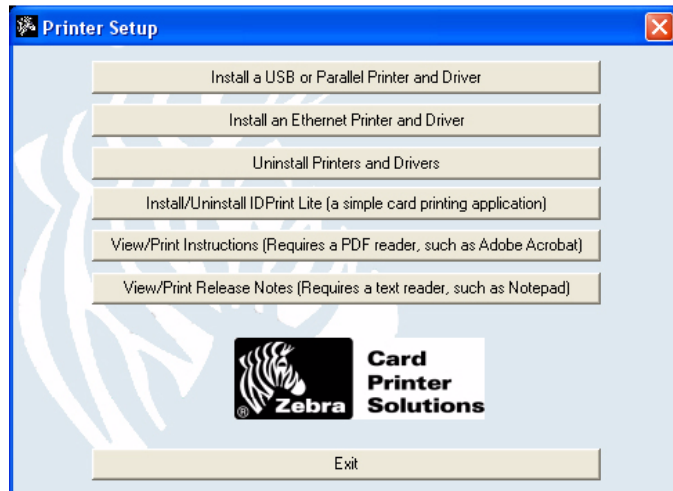 Printer Setup
Install a USB or Parallel Printer and Driver
Install an Ethernet Printer and Driver
Uninstall Printers and Drivers
Install/Uninstall IDPrint Lite (a simple card printing application)
View/Print Instructions (Requires a PDF reader, such as Adobe Acrobat)
View/Print Release Notes (Requires a text reader, such as Notepad)
Card
Printer
® Zebra Solutions
Exit